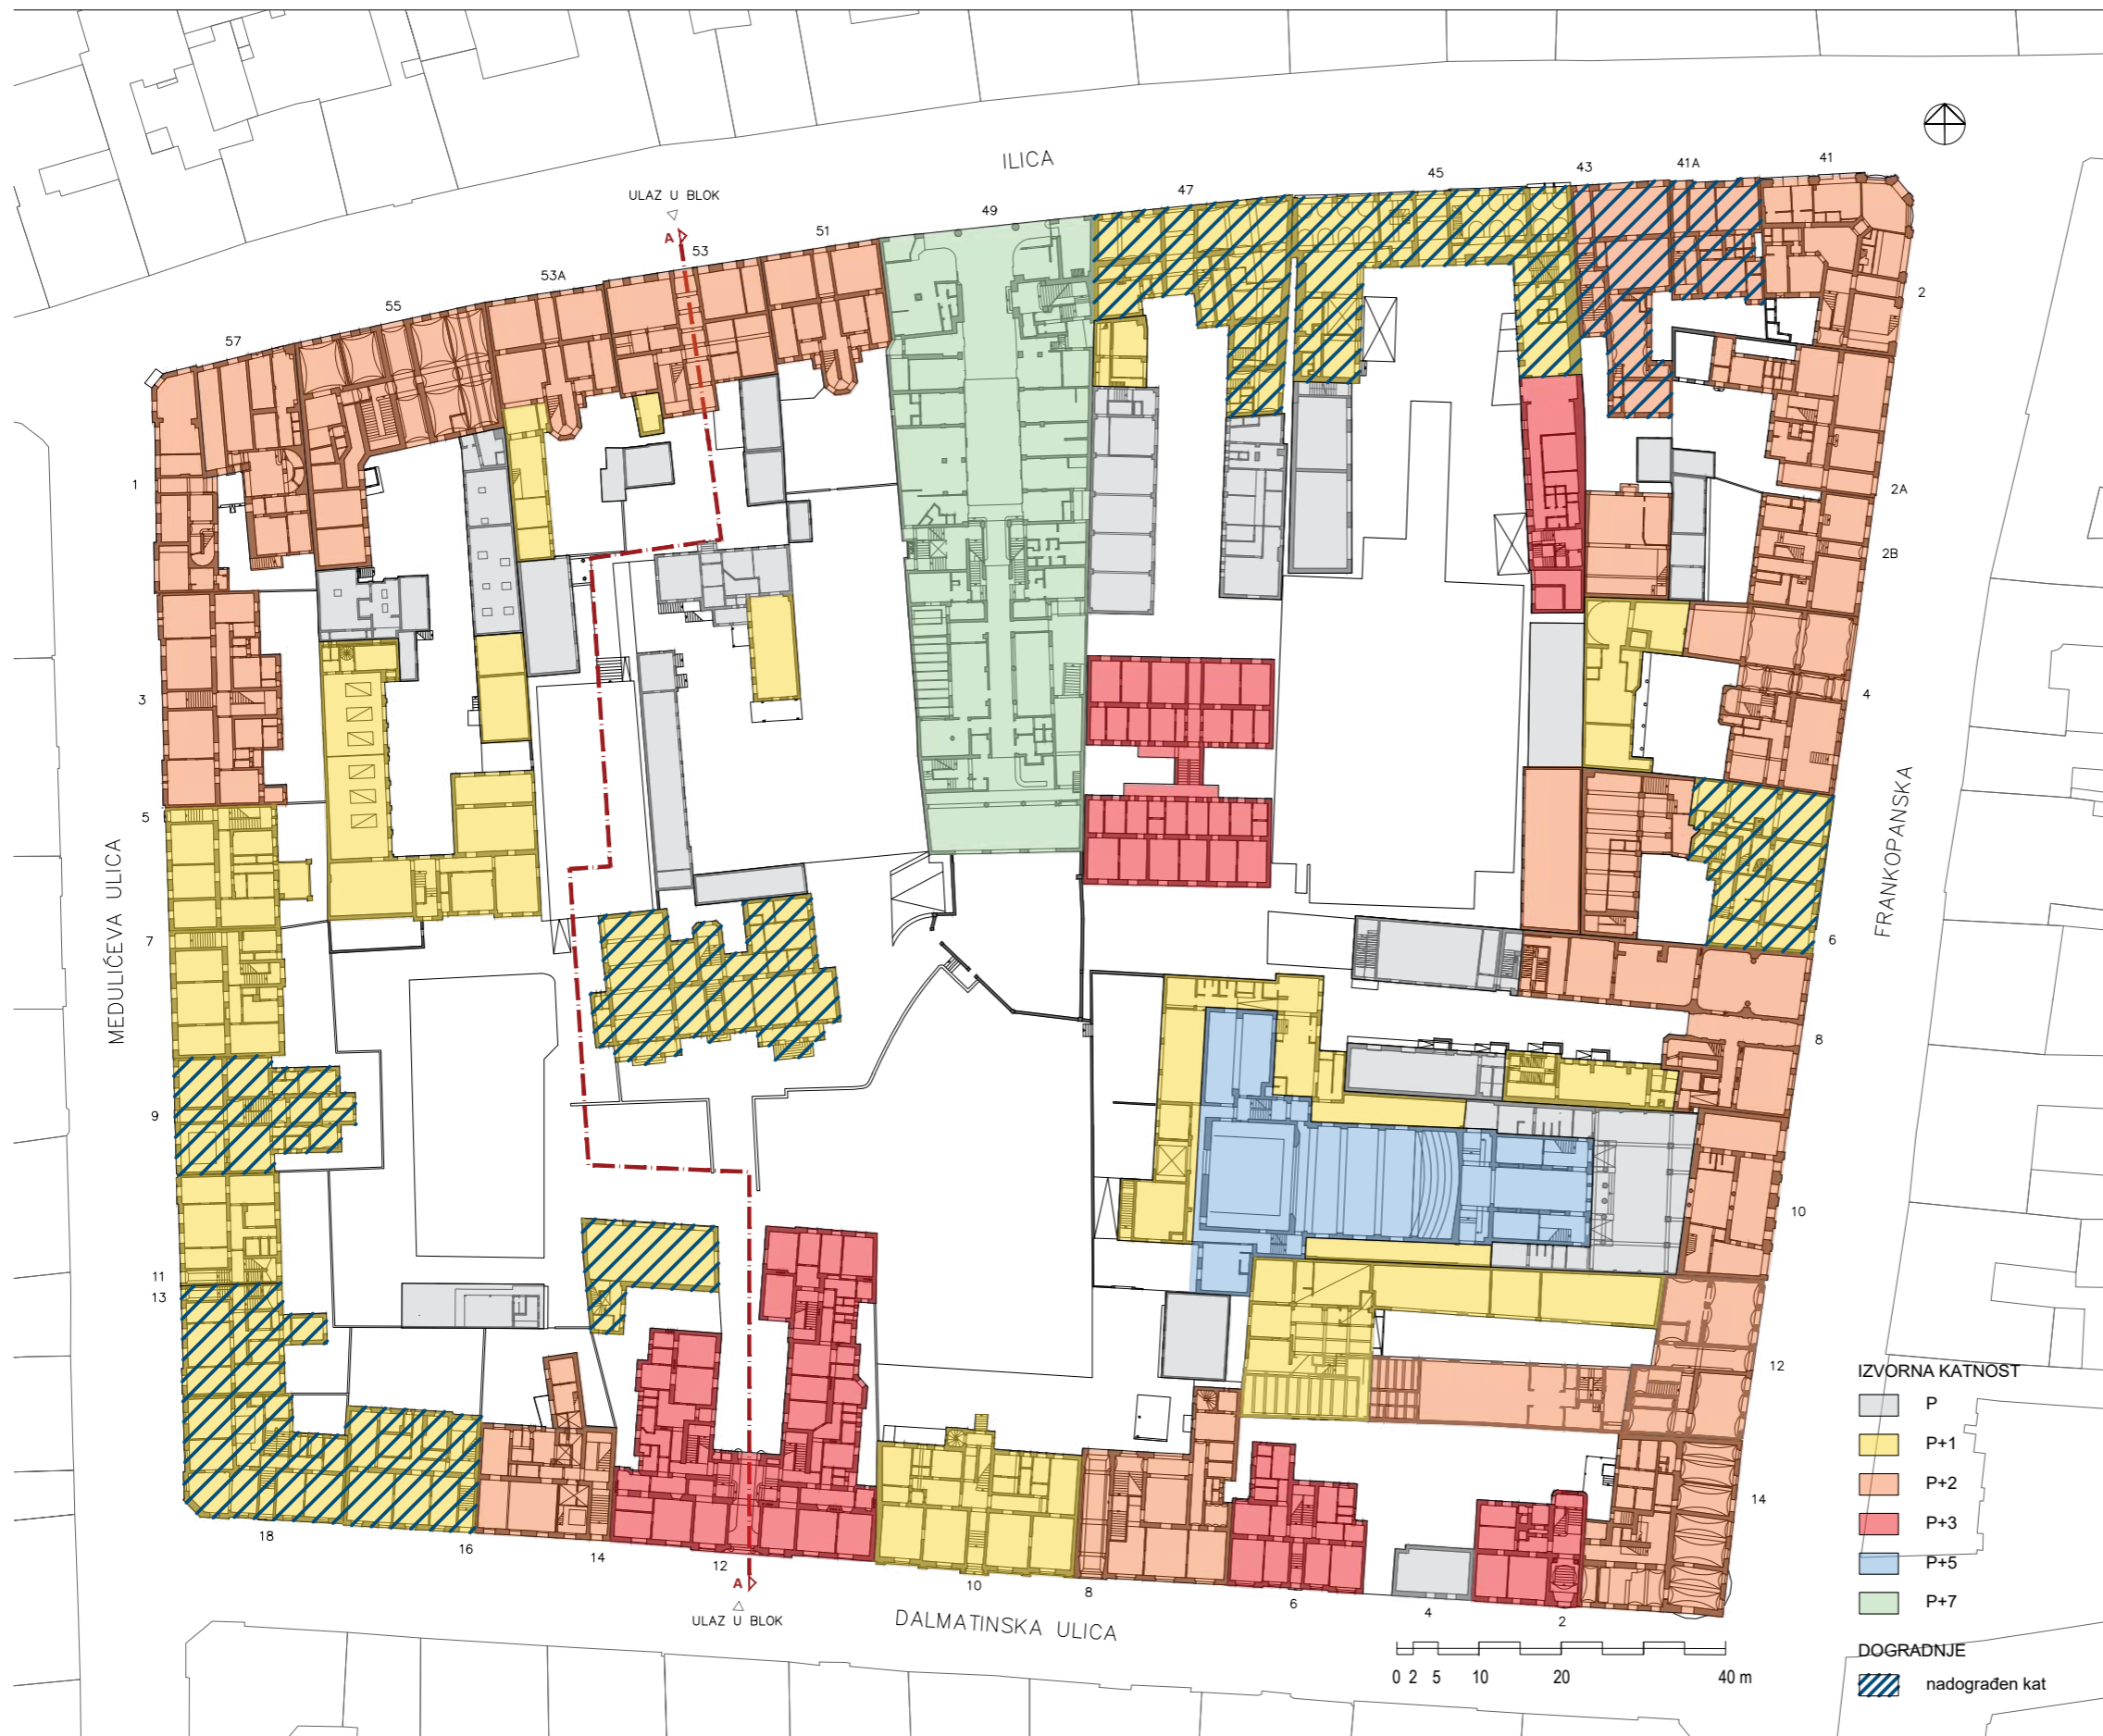 ILICA
41
41A
43
45
47
ULAZ U BLOK
49
A
53
51
53A
55
57
2
1
2A
2B
3
4
5
MEDULIĆEVA ULICA
FRANKOPANSKA
7
6
8
9
10
11
13
12
IZVORNA KATNOST
P
P+1
P+2
P+3
P+5
P+7
14
18
16
14
12
A
ULAZ U BLOK
10
8
6
4
2
DALMATINSKA ULICA
0 2 5 10 20 40 m
DOGRADNJE
nadograđen kat